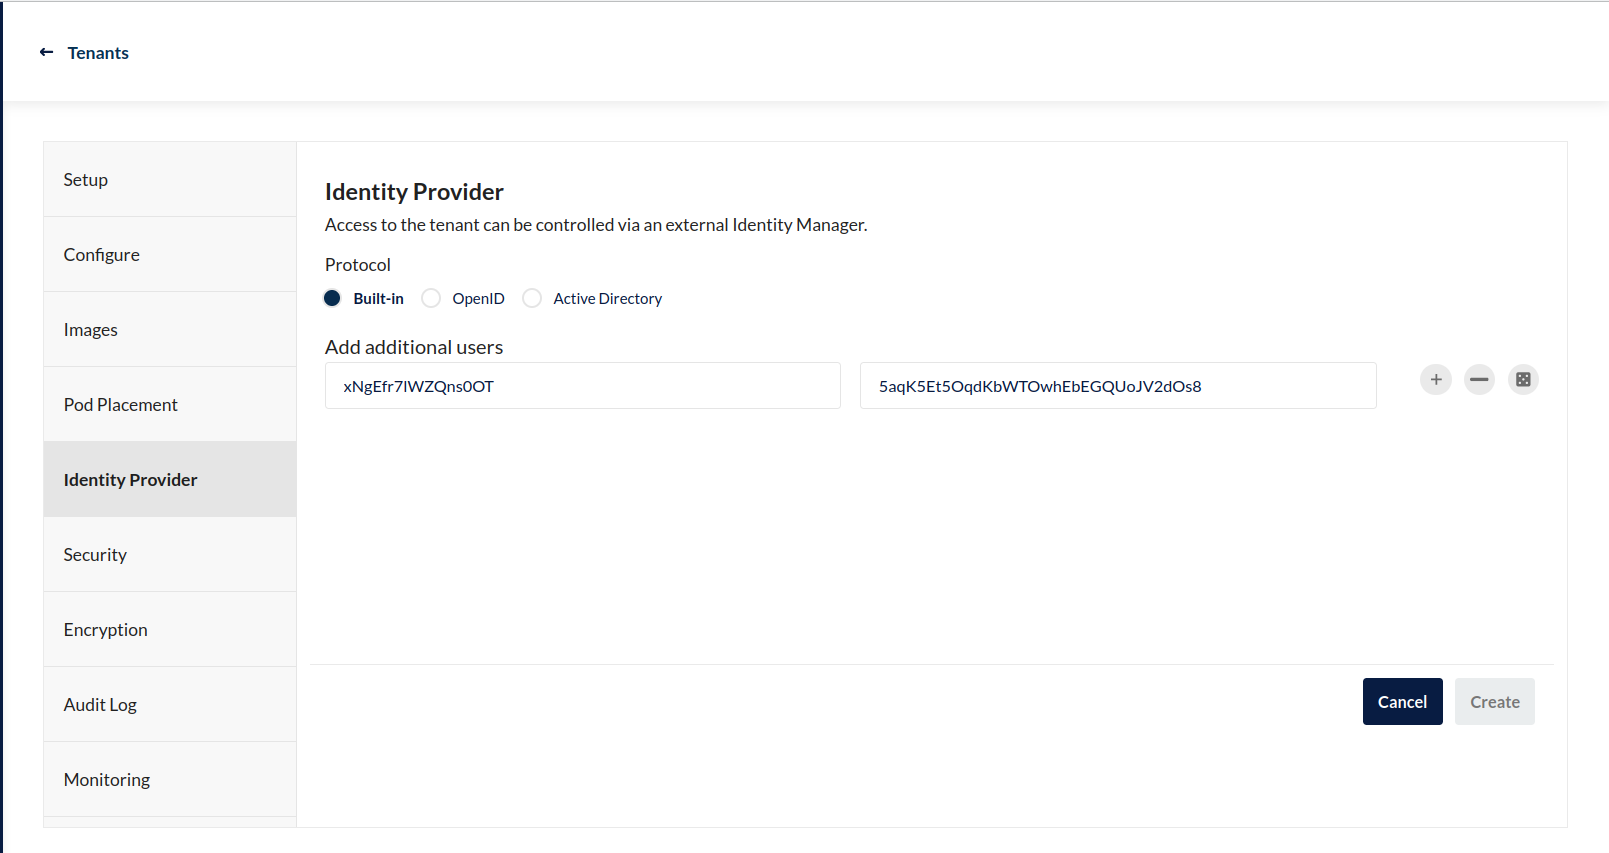 Tenants
Setup
Configure
Images
Pod Placement
Identity Provider
Security
Encryption
Audit Log
Monitoring
Identity Provider
Access to the tenant can be controlled via an external Identity Manager.
Protocol
Built-in OpenID Active Directory
Add additional users
xNgEfr7IWZQns0OT 5aqK5Et5OqdKbWTOwhEbEGQUoJV2dOs8
Cancel Create